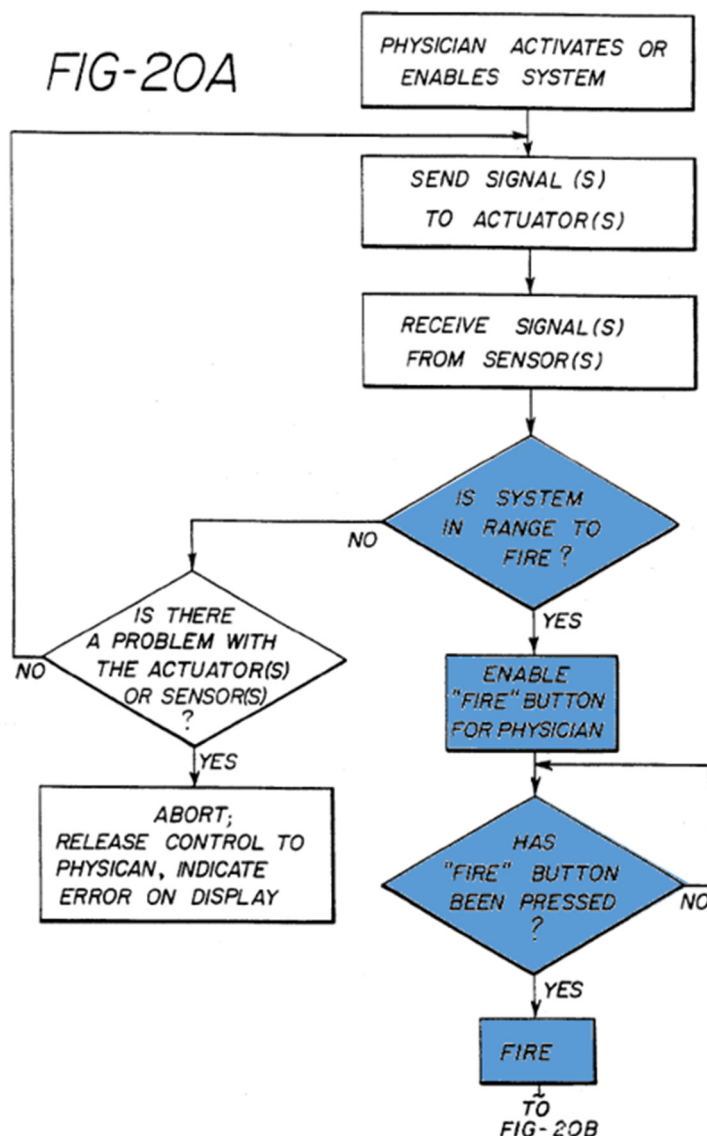 FIG-20A
PHYSICIAN ACTIVATES OR
ENABLES SYSTEM
SEND SIGNAL (S)
TO ACTUATOR(S)
RECEIVE SIGNAL(S)
FROM SENSOR(S)
IS SYSTEM
IN RANGE TO
FIRE ?
NO
YES
IS THERE
A PROBLEM WITH
THE ACTUATOR(S)
OR SENSOR(S)
?
NO
YES
ABORT;
RELEASE CONTROL TO
PHYSICAN, INDICATE
ERROR ON DISPLAY
ENABLE
"FIRE" BUTTON
FOR PHYSICIAN
HAS
"FIRE" BUTTON
BEEN PRESSED
?
NO
YES
FIRE
TO
FIG-20B